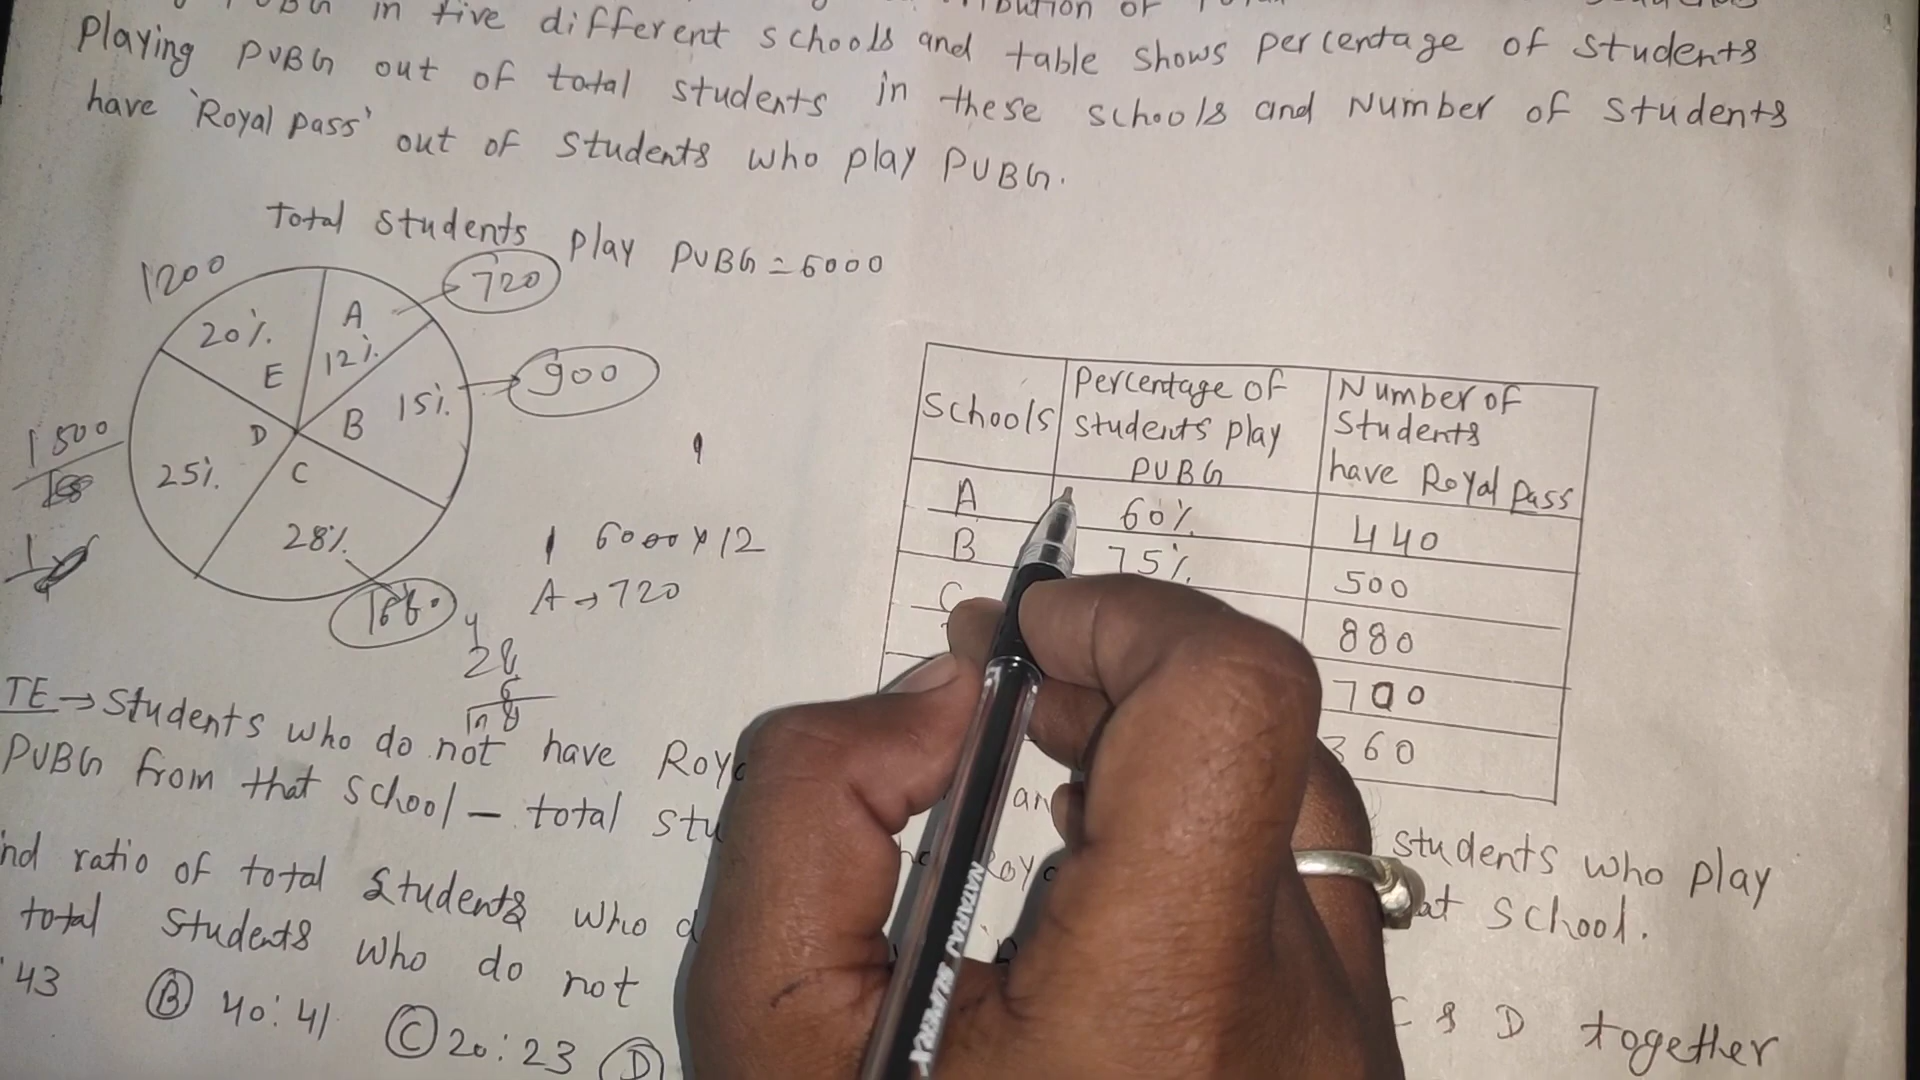 PUBG in five different schools and
table shows percentage of students
Playing PUBG out of total students in these schools and Number of students
have 'Royal pass' out of students who play PUBG.
Total students play PUBG = 6000
1200
720
20%
E
A
12%
900
B
15%
D
C
1500
25%
28%
6000 x 12
A → 720
28
6
Schools
Percentage of
students play
PUBG
Number of
students
have Royal pass
A
60%
440
B
75%
500
C
880
700
360
TE → Students who do not have
PUBG from that school - total
students who play
school.
ratio of total students who
total students who do not
C & D together
43
(B) 40:41
(C) 20:23
(D)
NATARAJ SUPERIX